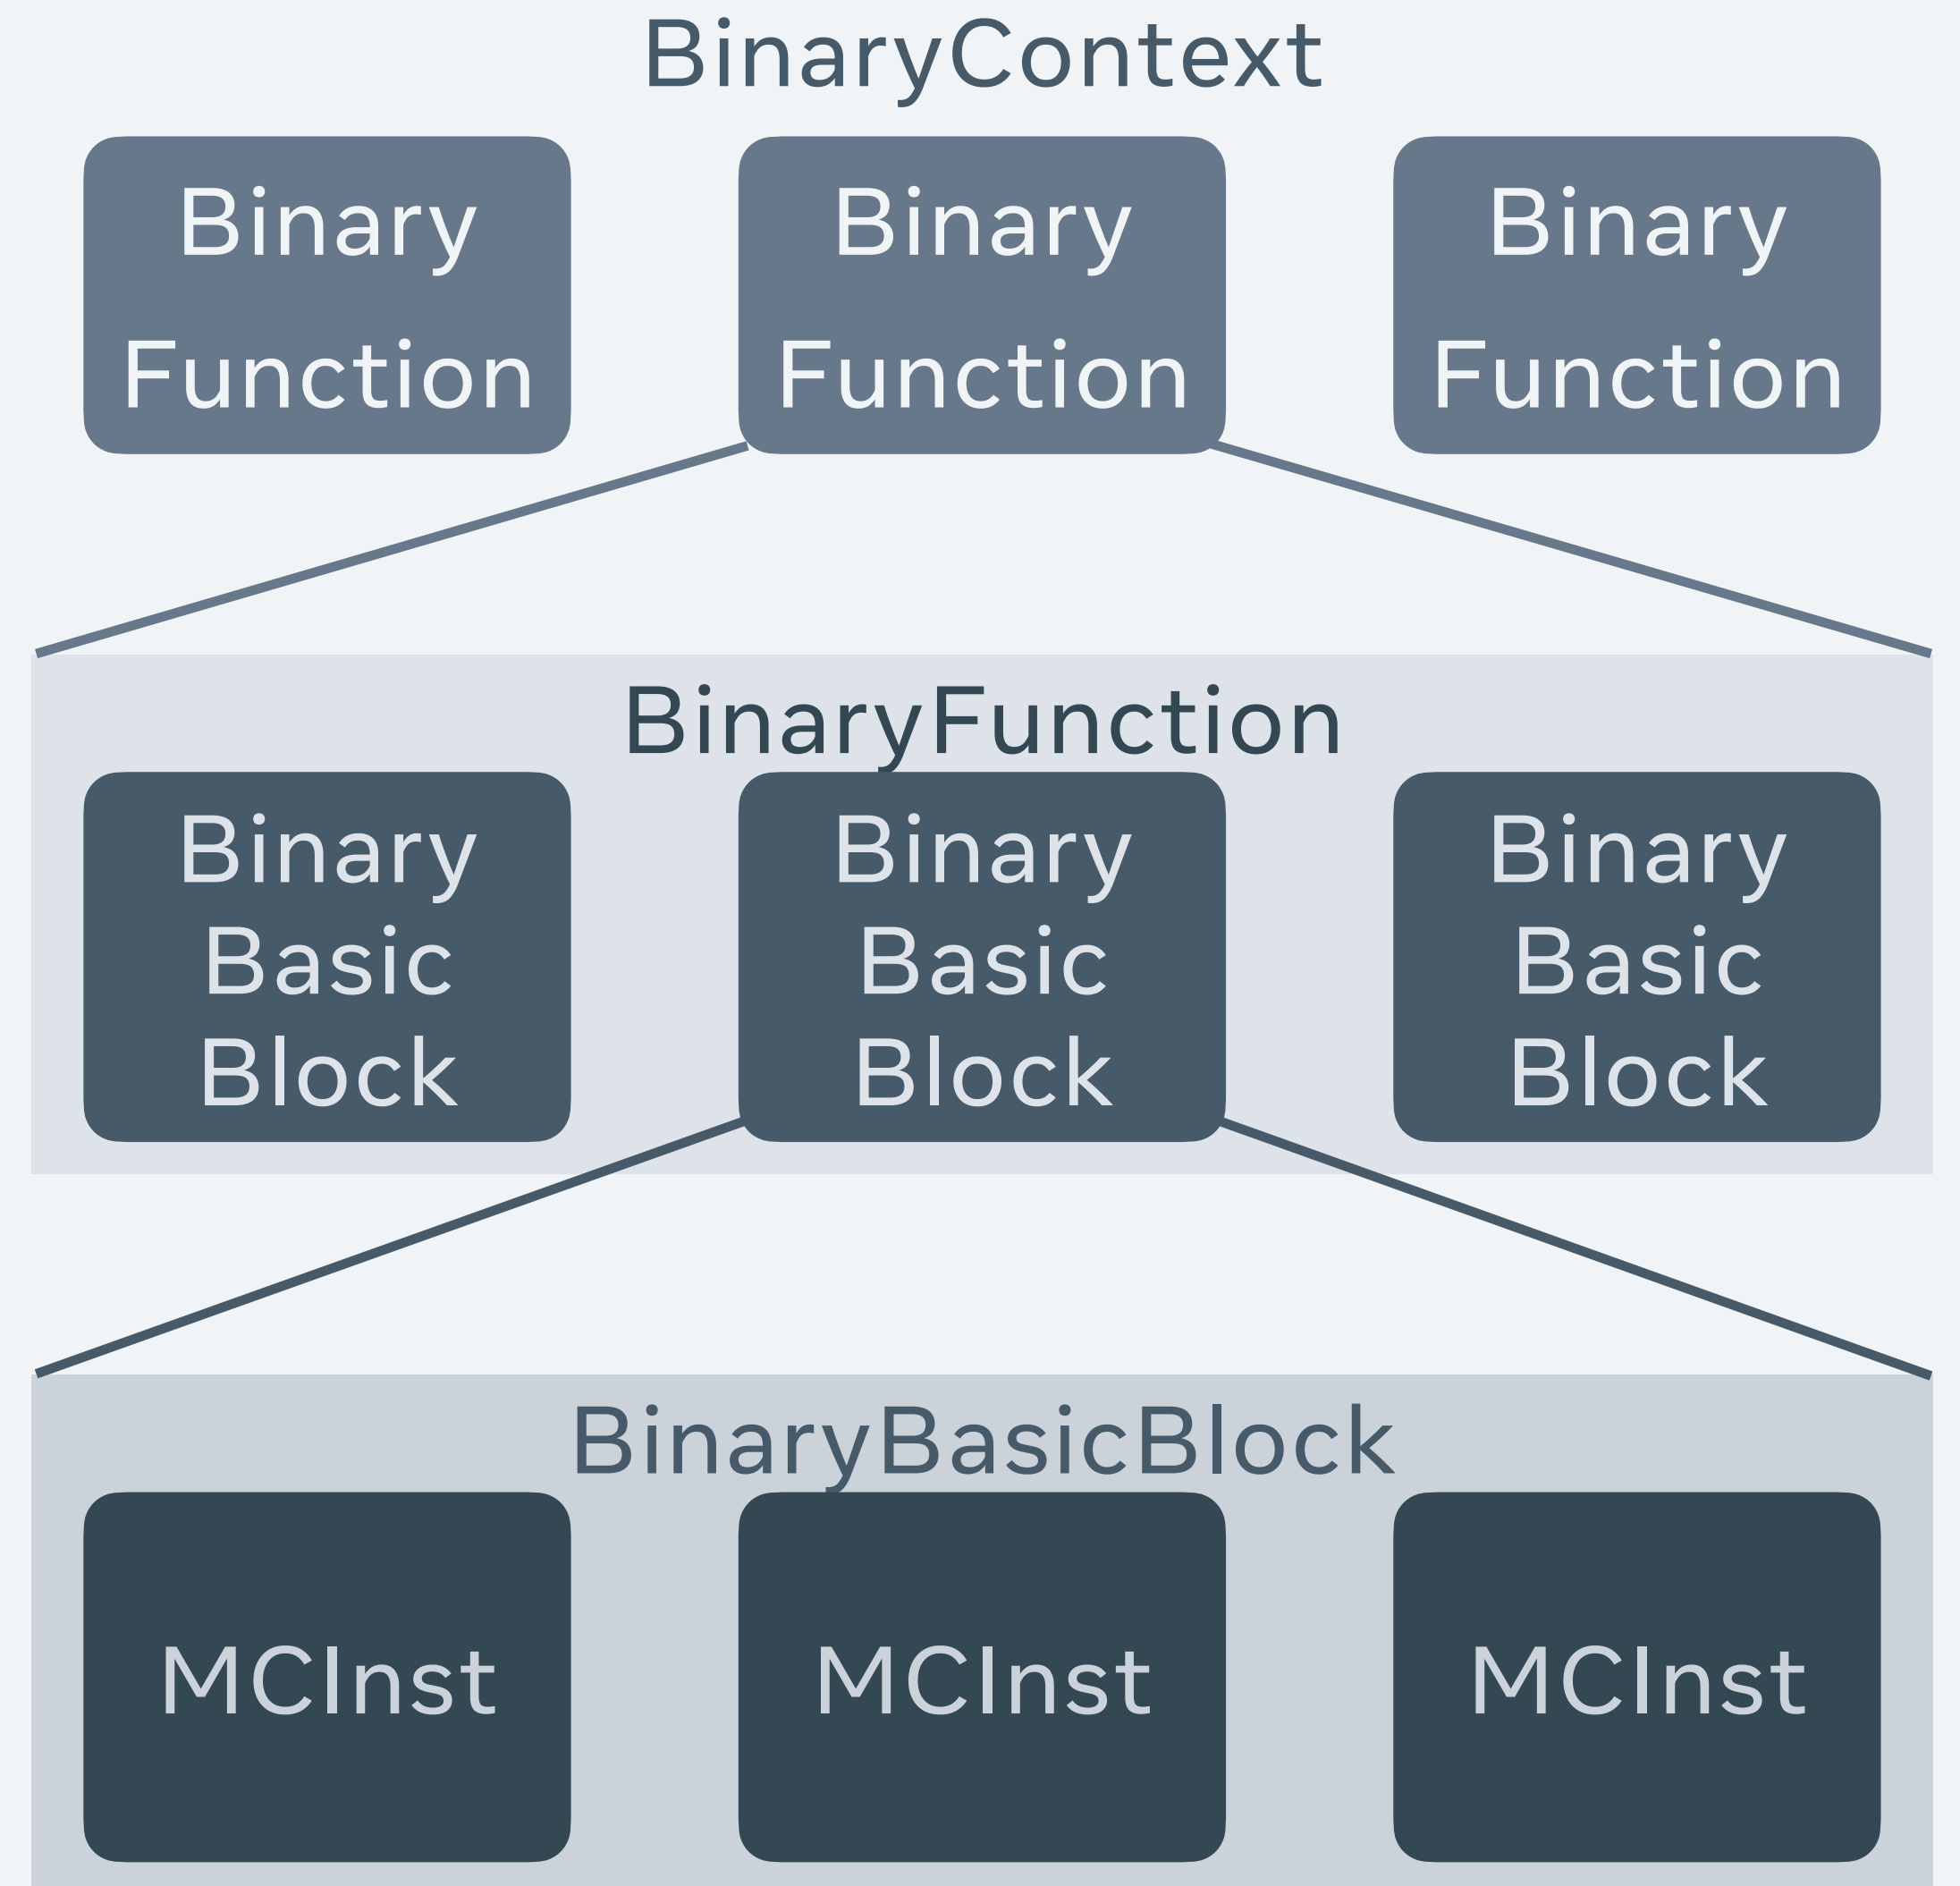 BinaryContext
Binary Binary Binary
Function Function Function
BinaryFunction
Binary Binary Binary
Basic Basic Basic
Block Block Block
BinaryBasicBlock
MCInst MCInst MCInst